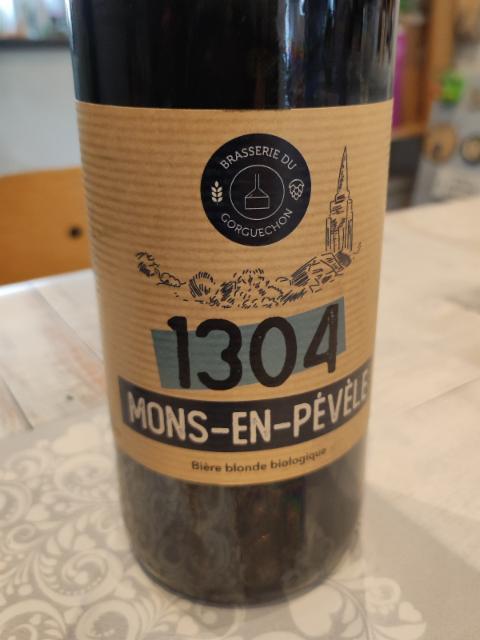 BRASSERIE DU
GORGUECHON
1304
MONS-EN-PÉVÈLE
Bière blonde biologique